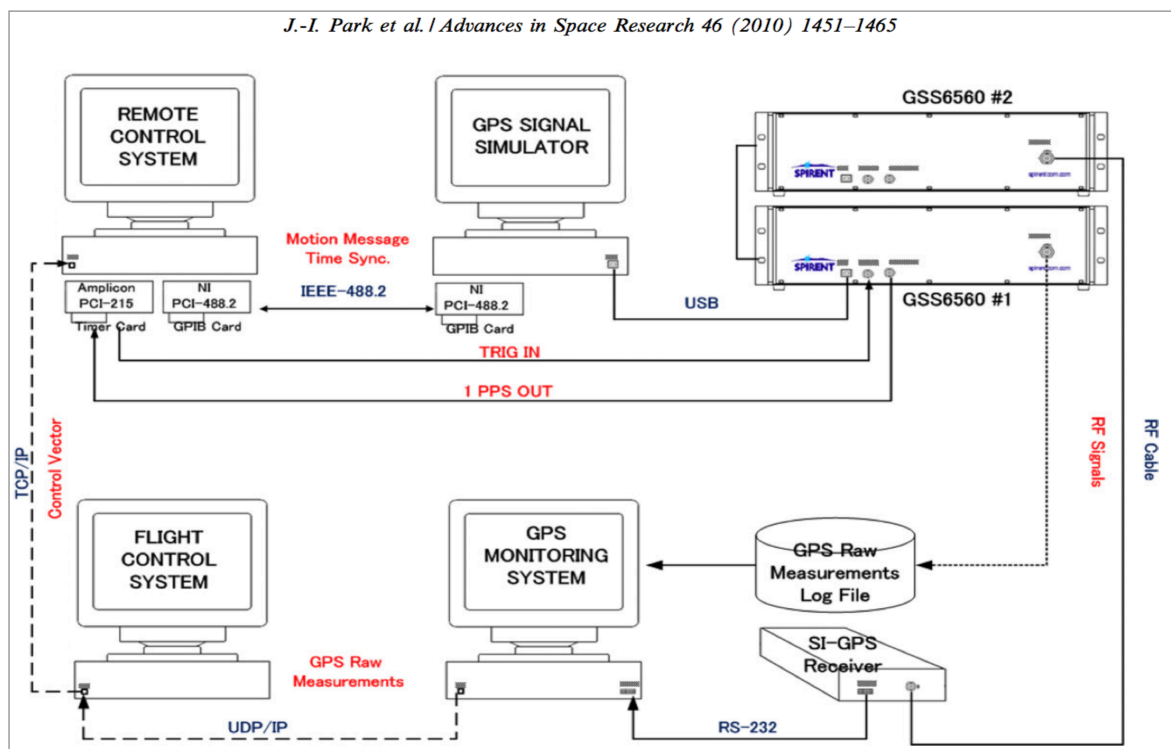 J.-I. Park et al. / Advances in Space Research 46 (2010) 1451–1465
REMOTE
CONTROL
SYSTEM
GPS SIGNAL
SIMULATOR
GSS6560 #2
SPIRENT
spirent.com.com
SPIRENT
GSS6560 #1
Motion Message
Time Sync.
IEEE-488.2
Amplicon
PCI-215
Timer Card
NI
PCI-488.2
GPIB Card
NI
PCI-488.2
GPIB Card
USB
TRIG IN
1 PPS OUT
TCP/IP
Control Vector
RF Signals
RF Cable
FLIGHT
CONTROL
SYSTEM
GPS
MONITORING
SYSTEM
GPS Raw
Measurements
Log File
SI-GPS
Receiver
GPS Raw
Measurements
UDP/IP
RS-232